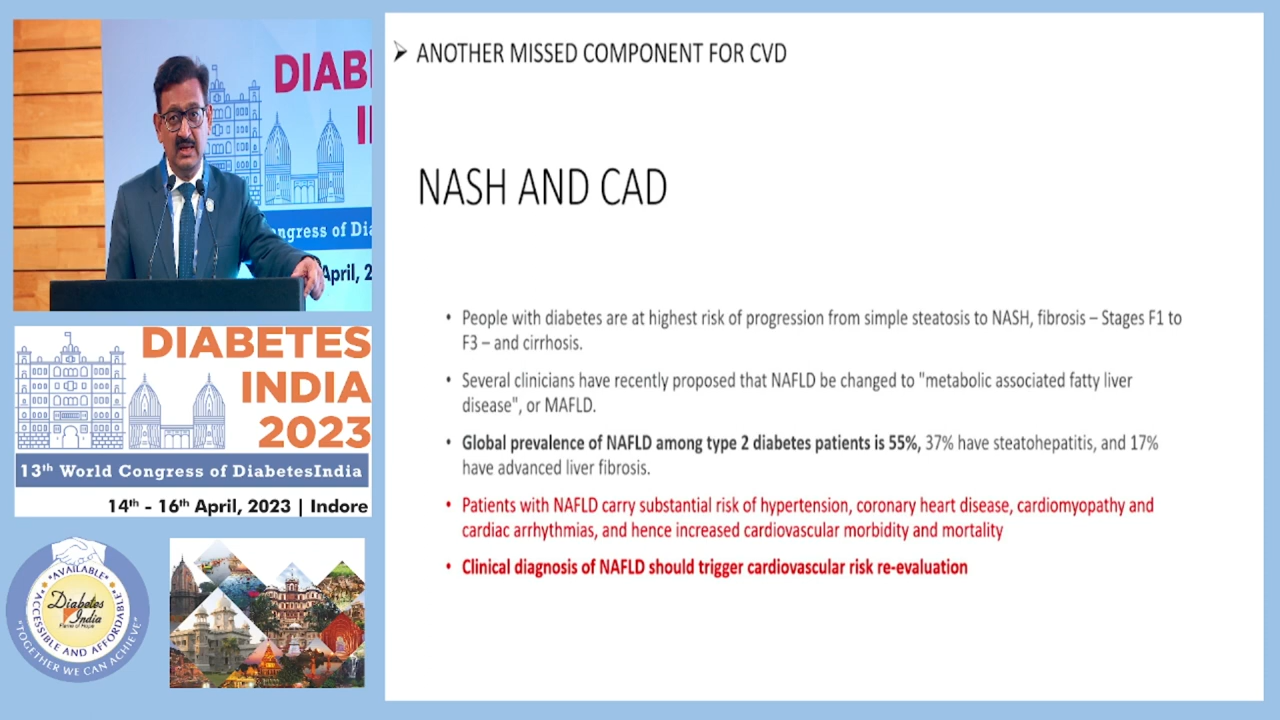 DIAB
I
ongress of Dia
April, 2
DIABETES
INDIA
2023
13th World Congress of DiabetesIndia
14th - 16th April, 2023 | Indore
*AVAILABLE*
*ACCESSIBLE AND AFFORDABLE*
Diabetes
India
Flame of Hope
"TOGETHER WE CAN ACHIEVE"
➢ ANOTHER MISSED COMPONENT FOR CVD
NASH AND CAD
• People with diabetes are at highest risk of progression from simple steatosis to NASH, fibrosis – Stages F1 to
F3 – and cirrhosis.
• Several clinicians have recently proposed that NAFLD be changed to "metabolic associated fatty liver
disease", or MAFLD.
• Global prevalence of NAFLD among type 2 diabetes patients is 55%, 37% have steatohepatitis, and 17%
have advanced liver fibrosis.
• Patients with NAFLD carry substantial risk of hypertension, coronary heart disease, cardiomyopathy and
cardiac arrhythmias, and hence increased cardiovascular morbidity and mortality
• Clinical diagnosis of NAFLD should trigger cardiovascular risk re-evaluation